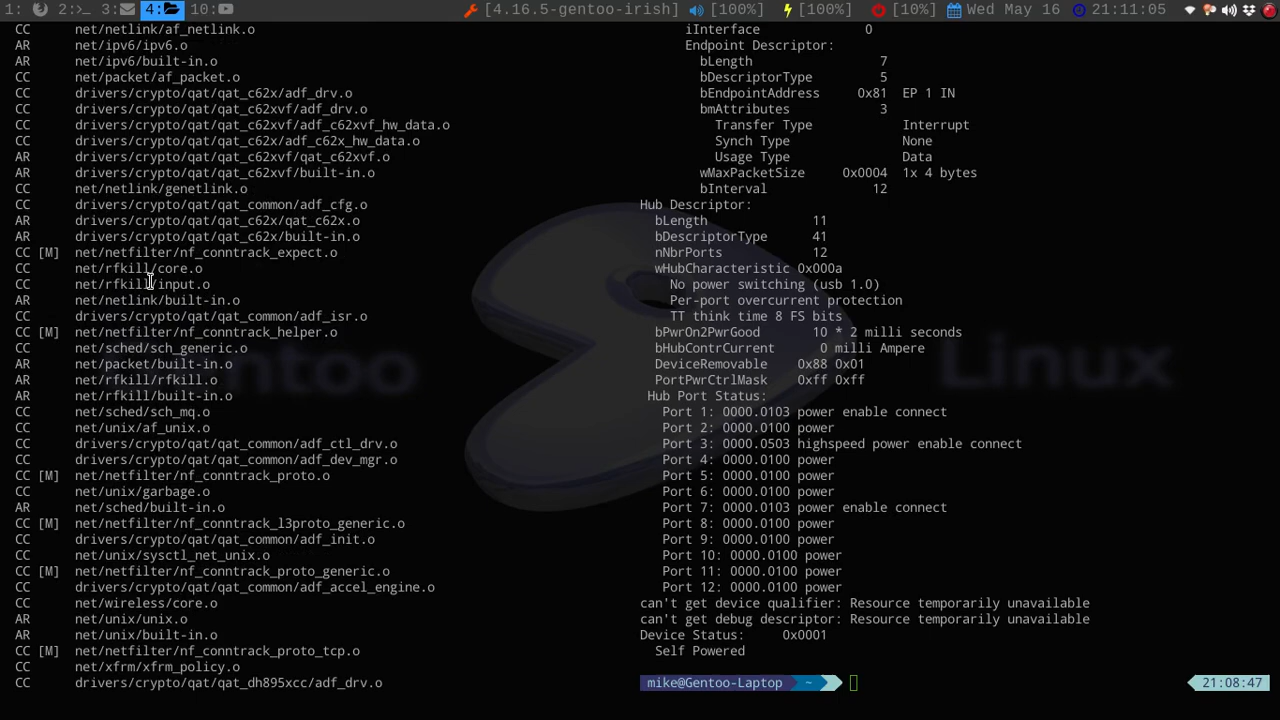 1: 2:>_ 3: 4: 10: [4.16.5-gentoo-irish] [100%] [100%] [10%] Wed May 16 21:11:05
CC net/netlink/af_netlink.o
AR net/ipv6/ipv6.o
AR net/ipv6/built-in.o
CC net/packet/af_packet.o
CC drivers/crypto/qat/qat_c62x/adf_drv.o
CC drivers/crypto/qat/qat_c62xvf/adf_drv.o
CC drivers/crypto/qat/qat_c62xvf/adf_c62xvf_hw_data.o
CC drivers/crypto/qat/qat_c62x/adf_c62x_hw_data.o
AR drivers/crypto/qat/qat_c62xvf/qat_c62xvf.o
AR drivers/crypto/qat/qat_c62xvf/built-in.o
CC net/netlink/genetlink.o
CC drivers/crypto/qat/qat_common/adf_cfg.o
AR drivers/crypto/qat/qat_c62x/qat_c62x.o
AR drivers/crypto/qat/qat_c62x/built-in.o
CC [M] net/netfilter/nf_conntrack_expect.o
CC net/rfkill/core.o
CC net/rfkill/input.o
AR net/netlink/built-in.o
CC drivers/crypto/qat/qat_common/adf_isr.o
CC [M] net/netfilter/nf_conntrack_helper.o
CC net/sched/sch_generic.o
AR net/packet/built-in.o
AR net/rfkill/rfkill.o
AR net/rfkill/built-in.o
CC net/sched/sch_mq.o
CC net/unix/af_unix.o
CC drivers/crypto/qat/qat_common/adf_ctl_drv.o
CC drivers/crypto/qat/qat_common/adf_dev_mgr.o
CC [M] net/netfilter/nf_conntrack_proto.o
CC net/unix/garbage.o
AR net/sched/built-in.o
CC [M] net/netfilter/nf_conntrack_l3proto_generic.o
CC drivers/crypto/qat/qat_common/adf_init.o
CC net/unix/sysctl_net_unix.o
CC [M] net/netfilter/nf_conntrack_proto_generic.o
CC drivers/crypto/qat/qat_common/adf_accel_engine.o
CC net/wireless/core.o
AR net/unix/unix.o
AR net/unix/built-in.o
CC [M] net/netfilter/nf_conntrack_proto_tcp.o
CC net/xfrm/xfrm_policy.o
CC drivers/crypto/qat/qat_dh895xcc/adf_drv.o
iInterface 0
Endpoint Descriptor:
bLength 7
bDescriptorType 5
bEndpointAddress 0x81 EP 1 IN
bmAttributes 3
Transfer Type Interrupt
Synch Type None
Usage Type Data
wMaxPacketSize 0x0004 1x 4 bytes
bInterval 12
Hub Descriptor:
bLength 11
bDescriptorType 41
nNbrPorts 12
wHubCharacteristic 0x000a
No power switching (usb 1.0)
Per-port overcurrent protection
TT think time 8 FS bits
bPwrOn2PwrGood 10 * 2 milli seconds
bHubContrCurrent 0 milli Ampere
DeviceRemovable 0x88 0x01
PortPwrCtrlMask 0xff 0xff
Hub Port Status:
Port 1: 0000.0103 power enable connect
Port 2: 0000.0100 power
Port 3: 0000.0503 highspeed power enable connect
Port 4: 0000.0100 power
Port 5: 0000.0100 power
Port 6: 0000.0100 power
Port 7: 0000.0103 power enable connect
Port 8: 0000.0100 power
Port 9: 0000.0100 power
Port 10: 0000.0100 power
Port 11: 0000.0100 power
Port 12: 0000.0100 power
can't get device qualifier: Resource temporarily unavailable
can't get debug descriptor: Resource temporarily unavailable
Device Status: 0x0001
Self Powered
mike@Gentoo-Laptop ~ 21:08:47
ntoo Linux